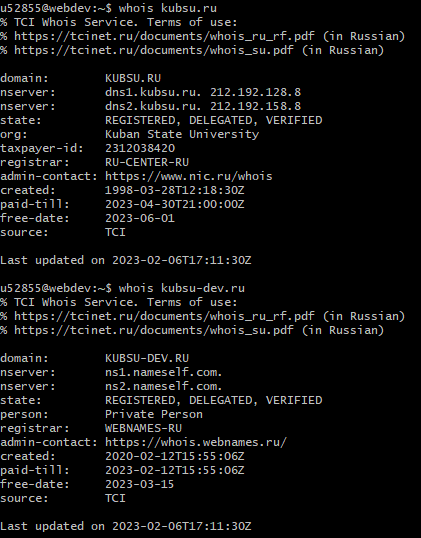 u52855@webdev:~$ whois kubsu.ru
% TCI Whois Service. Terms of use:
% https://tcinet.ru/documents/whois_ru_rf.pdf (in Russian)
% https://tcinet.ru/documents/whois_su.pdf (in Russian)

domain:        KUBSU.RU
nserver:       dns1.kubsu.ru. 212.192.128.8
nserver:       dns2.kubsu.ru. 212.192.158.8
state:         REGISTERED, DELEGATED, VERIFIED
org:           Kuban State University
taxpayer-id:   2312038420
registrar:     RU-CENTER-RU
admin-contact: https://www.nic.ru/whois
created:       1998-03-28T12:18:30Z
paid-till:     2023-04-30T21:00:00Z
free-date:     2023-06-01
source:        TCI

Last updated on 2023-02-06T17:11:30Z

u52855@webdev:~$ whois kubsu-dev.ru
% TCI Whois Service. Terms of use:
% https://tcinet.ru/documents/whois_ru_rf.pdf (in Russian)
% https://tcinet.ru/documents/whois_su.pdf (in Russian)

domain:        KUBSU-DEV.RU
nserver:       ns1.nameself.com.
nserver:       ns2.nameself.com.
state:         REGISTERED, DELEGATED, VERIFIED
person:        Private Person
registrar:     WEBNAMES-RU
admin-contact: https://whois.webnames.ru/
created:       2020-02-12T15:55:06Z
paid-till:     2023-02-12T15:55:06Z
free-date:     2023-03-15
source:        TCI

Last updated on 2023-02-06T17:11:30Z